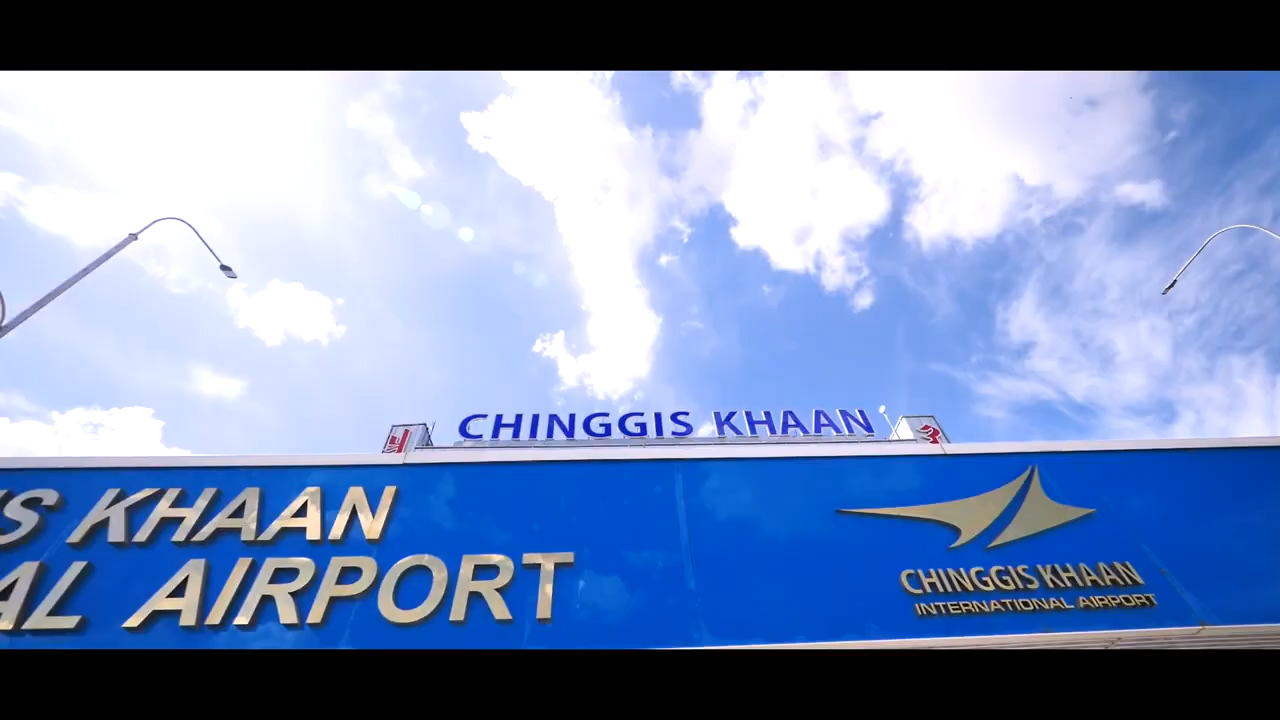 CHINGGIS KHAAN
S KHAAN
AL AIRPORT
CHINGGIS KHAAN
INTERNATIONAL AIRPORT